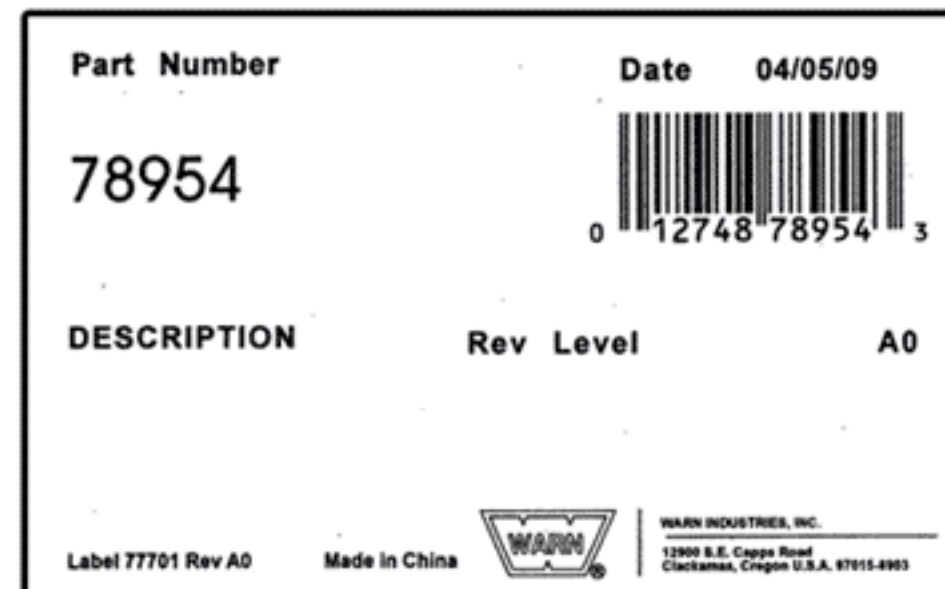 Part Number
Date 04/05/09
78954
0 12748 78954 3
DESCRIPTION
Rev Level A0
WARN
WARN INDUSTRIES, INC.
12900 S.E. Capps Road
Label 77701 Rev A0 Made in China
Clackamas, Oregon U.S.A. 97015-8903